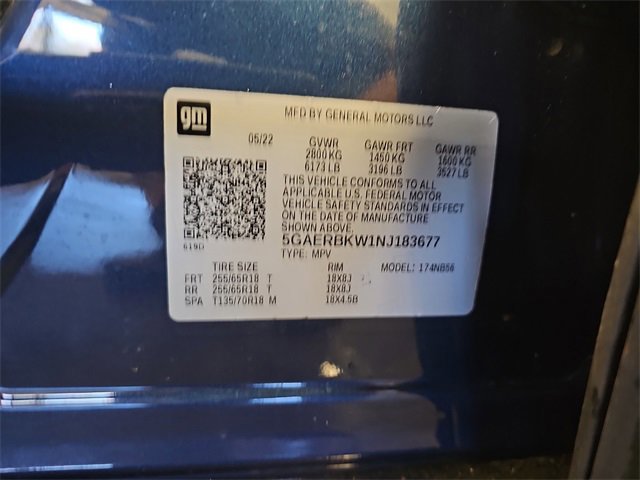 gm
MFD BY GENERAL MOTORS LLC
05/22 GVWR GAWR FRT GAWR RR
2800 KG 1450 KG 1600 KG
6173 LB 3196 LB 3527 LB
THIS VEHICLE CONFORMS TO ALL
APPLICABLE U.S. FEDERAL MOTOR
VEHICLE SAFETY STANDARDS IN EFFECT
ON THE DATE OF MANUFACTURE
SHOWN ABOVE.
619D 5GAERBKW1NJ183677
TYPE: MPV
TIRE SIZE RIM MODEL: 174NB56
FRT 255/65R18 T 18X8J
RR 255/65R18 T 18X8J
SPA T135/70R18 M 18X4.5B